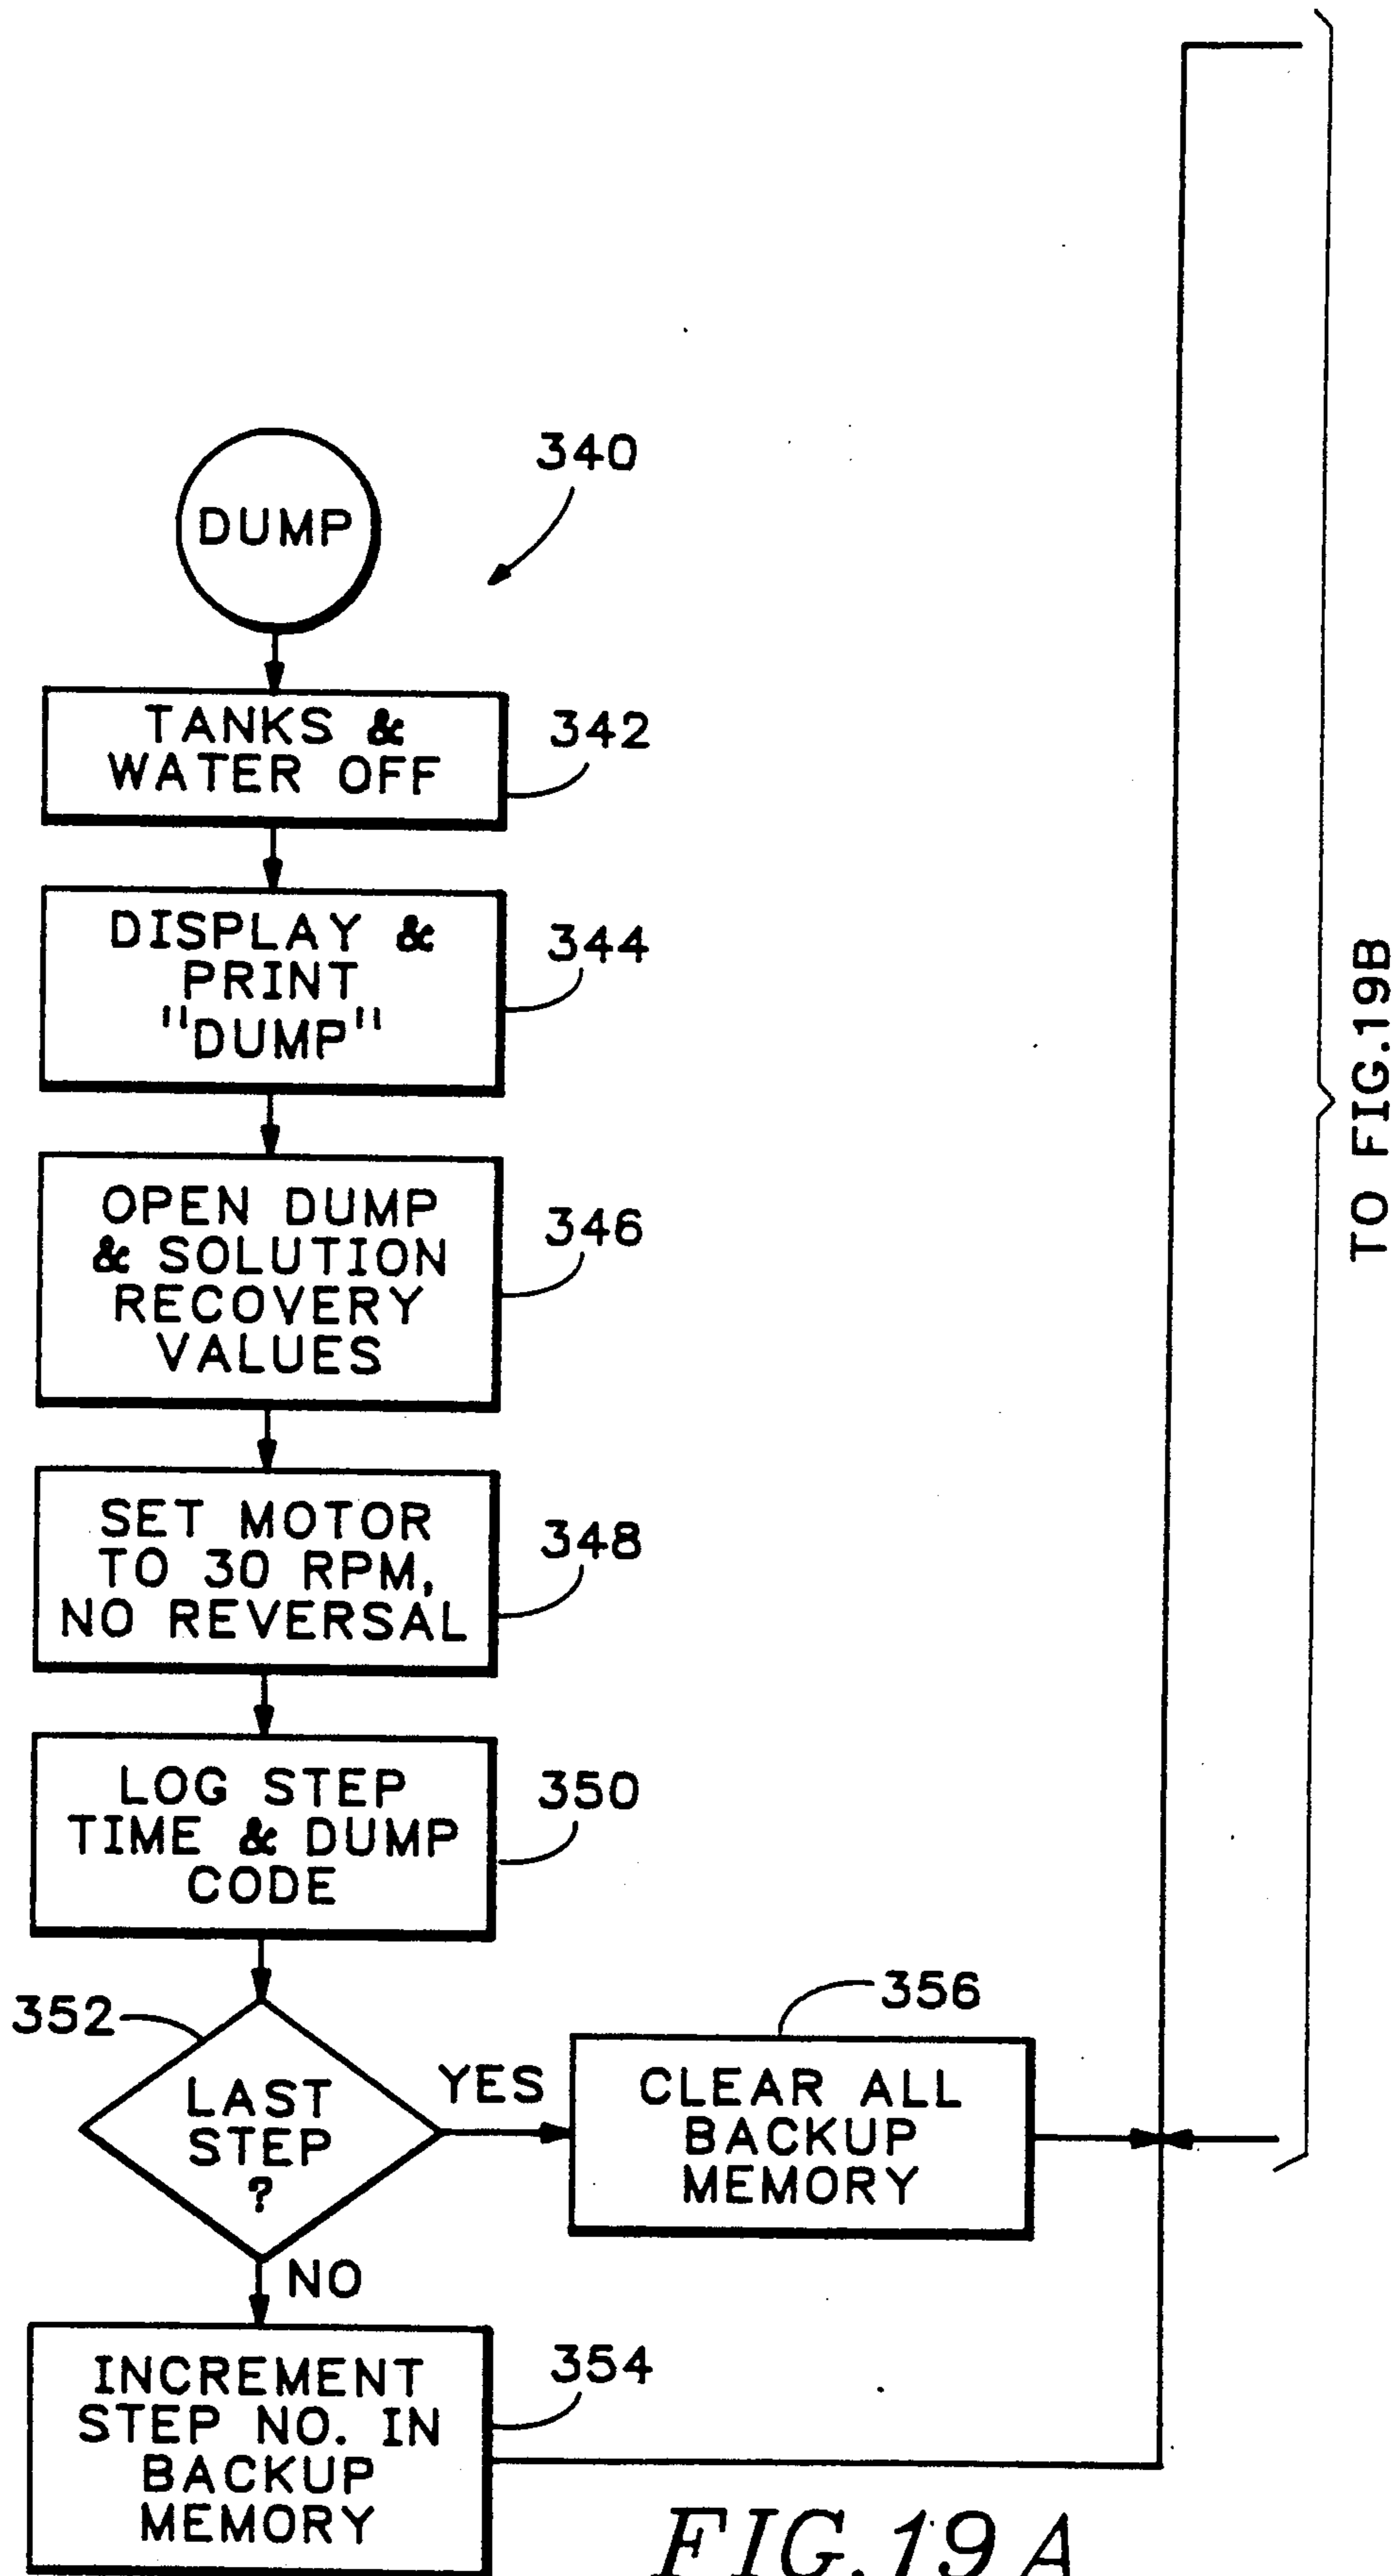 DUMP
340
TANKS &
WATER OFF
342
DISPLAY &
PRINT
"DUMP"
344
OPEN DUMP
& SOLUTION
RECOVERY
VALUES
346
SET MOTOR
TO 30 RPM,
NO REVERSAL
348
LOG STEP
TIME & DUMP
CODE
350
352
LAST
STEP
?
YES
356
CLEAR ALL
BACKUP
MEMORY
NO
INCREMENT
STEP NO. IN
BACKUP
MEMORY
354
TO FIG.19B
FIG.19A